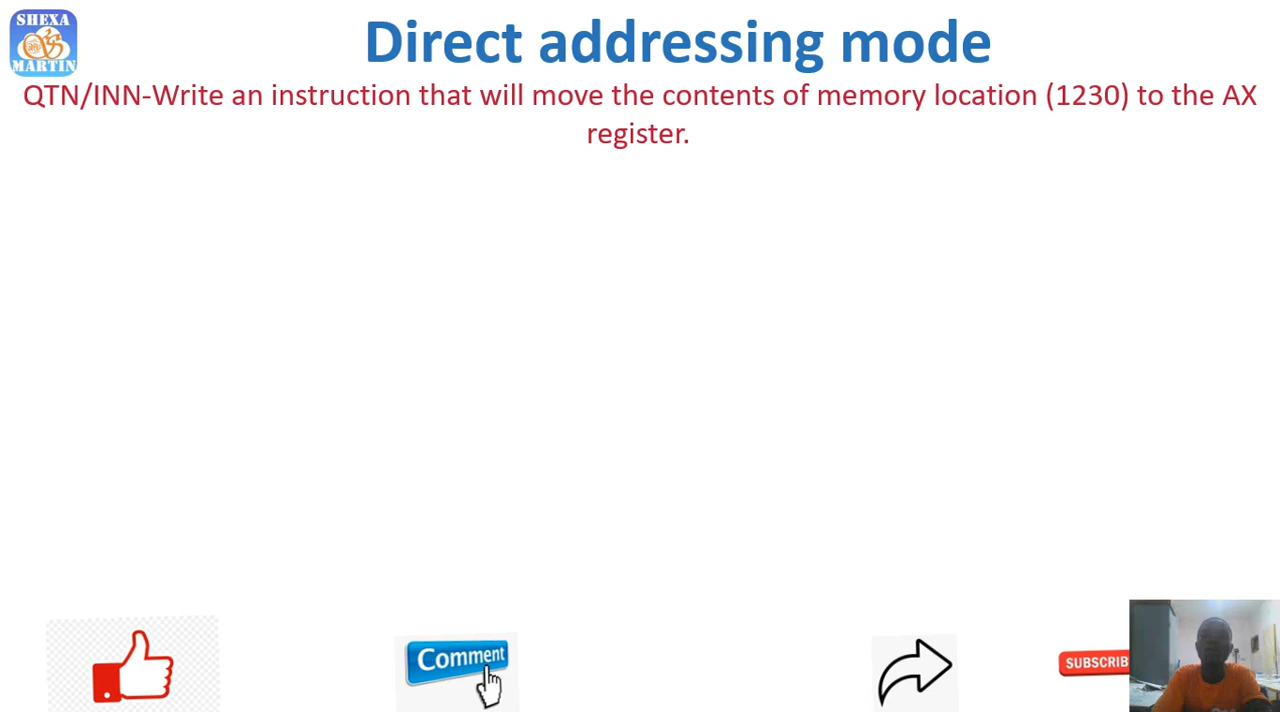 SHEXA
MARTIN
Direct addressing mode
QTN/INN-Write an instruction that will move the contents of memory location (1230) to the AX
register.
Comment
SUBSCRIB